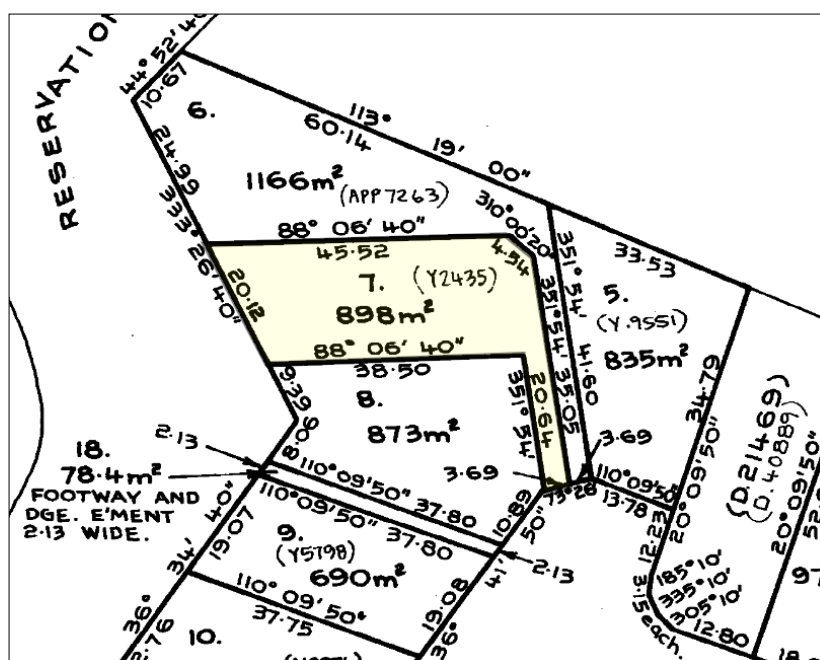 RESERVATION
44° 52' 4
10·67
6.
113° 19' 00"
60·14
24·99
333° 26' 40"
1166m²
(APP 7263)
310°00'20"
88° 06' 40"
45·52
4·54
351° 54'
33·53
7.
(Y2435)
898m²
20·12
351° 54'
35·05
41·60
5.
(Y.9551)
835m²
34·79
20°09'50"
88° 06' 40"
38·50
9·39
8.
873m²
351° 54'
20·64
3·69
3·69
8·06
2·13
18.
78·4m²
FOOTWAY AND
DGE. E'MENT
2·13 WIDE.
110°09'50"
37·80
110°09'50"
37·80
10·89
73° 28'
110°09'50"
13·78
12·23
(D.21469)
(D.40889)
20°09'50"
52·
97
9.
(Y5798)
690m²
19·07
36° 34' 40"
2·13
19·08
36° 41' 50"
110° 09' 50"
37·75
10.
2·76
185°10'
335°10'
305°10'
3·15 each.
12·80
18·